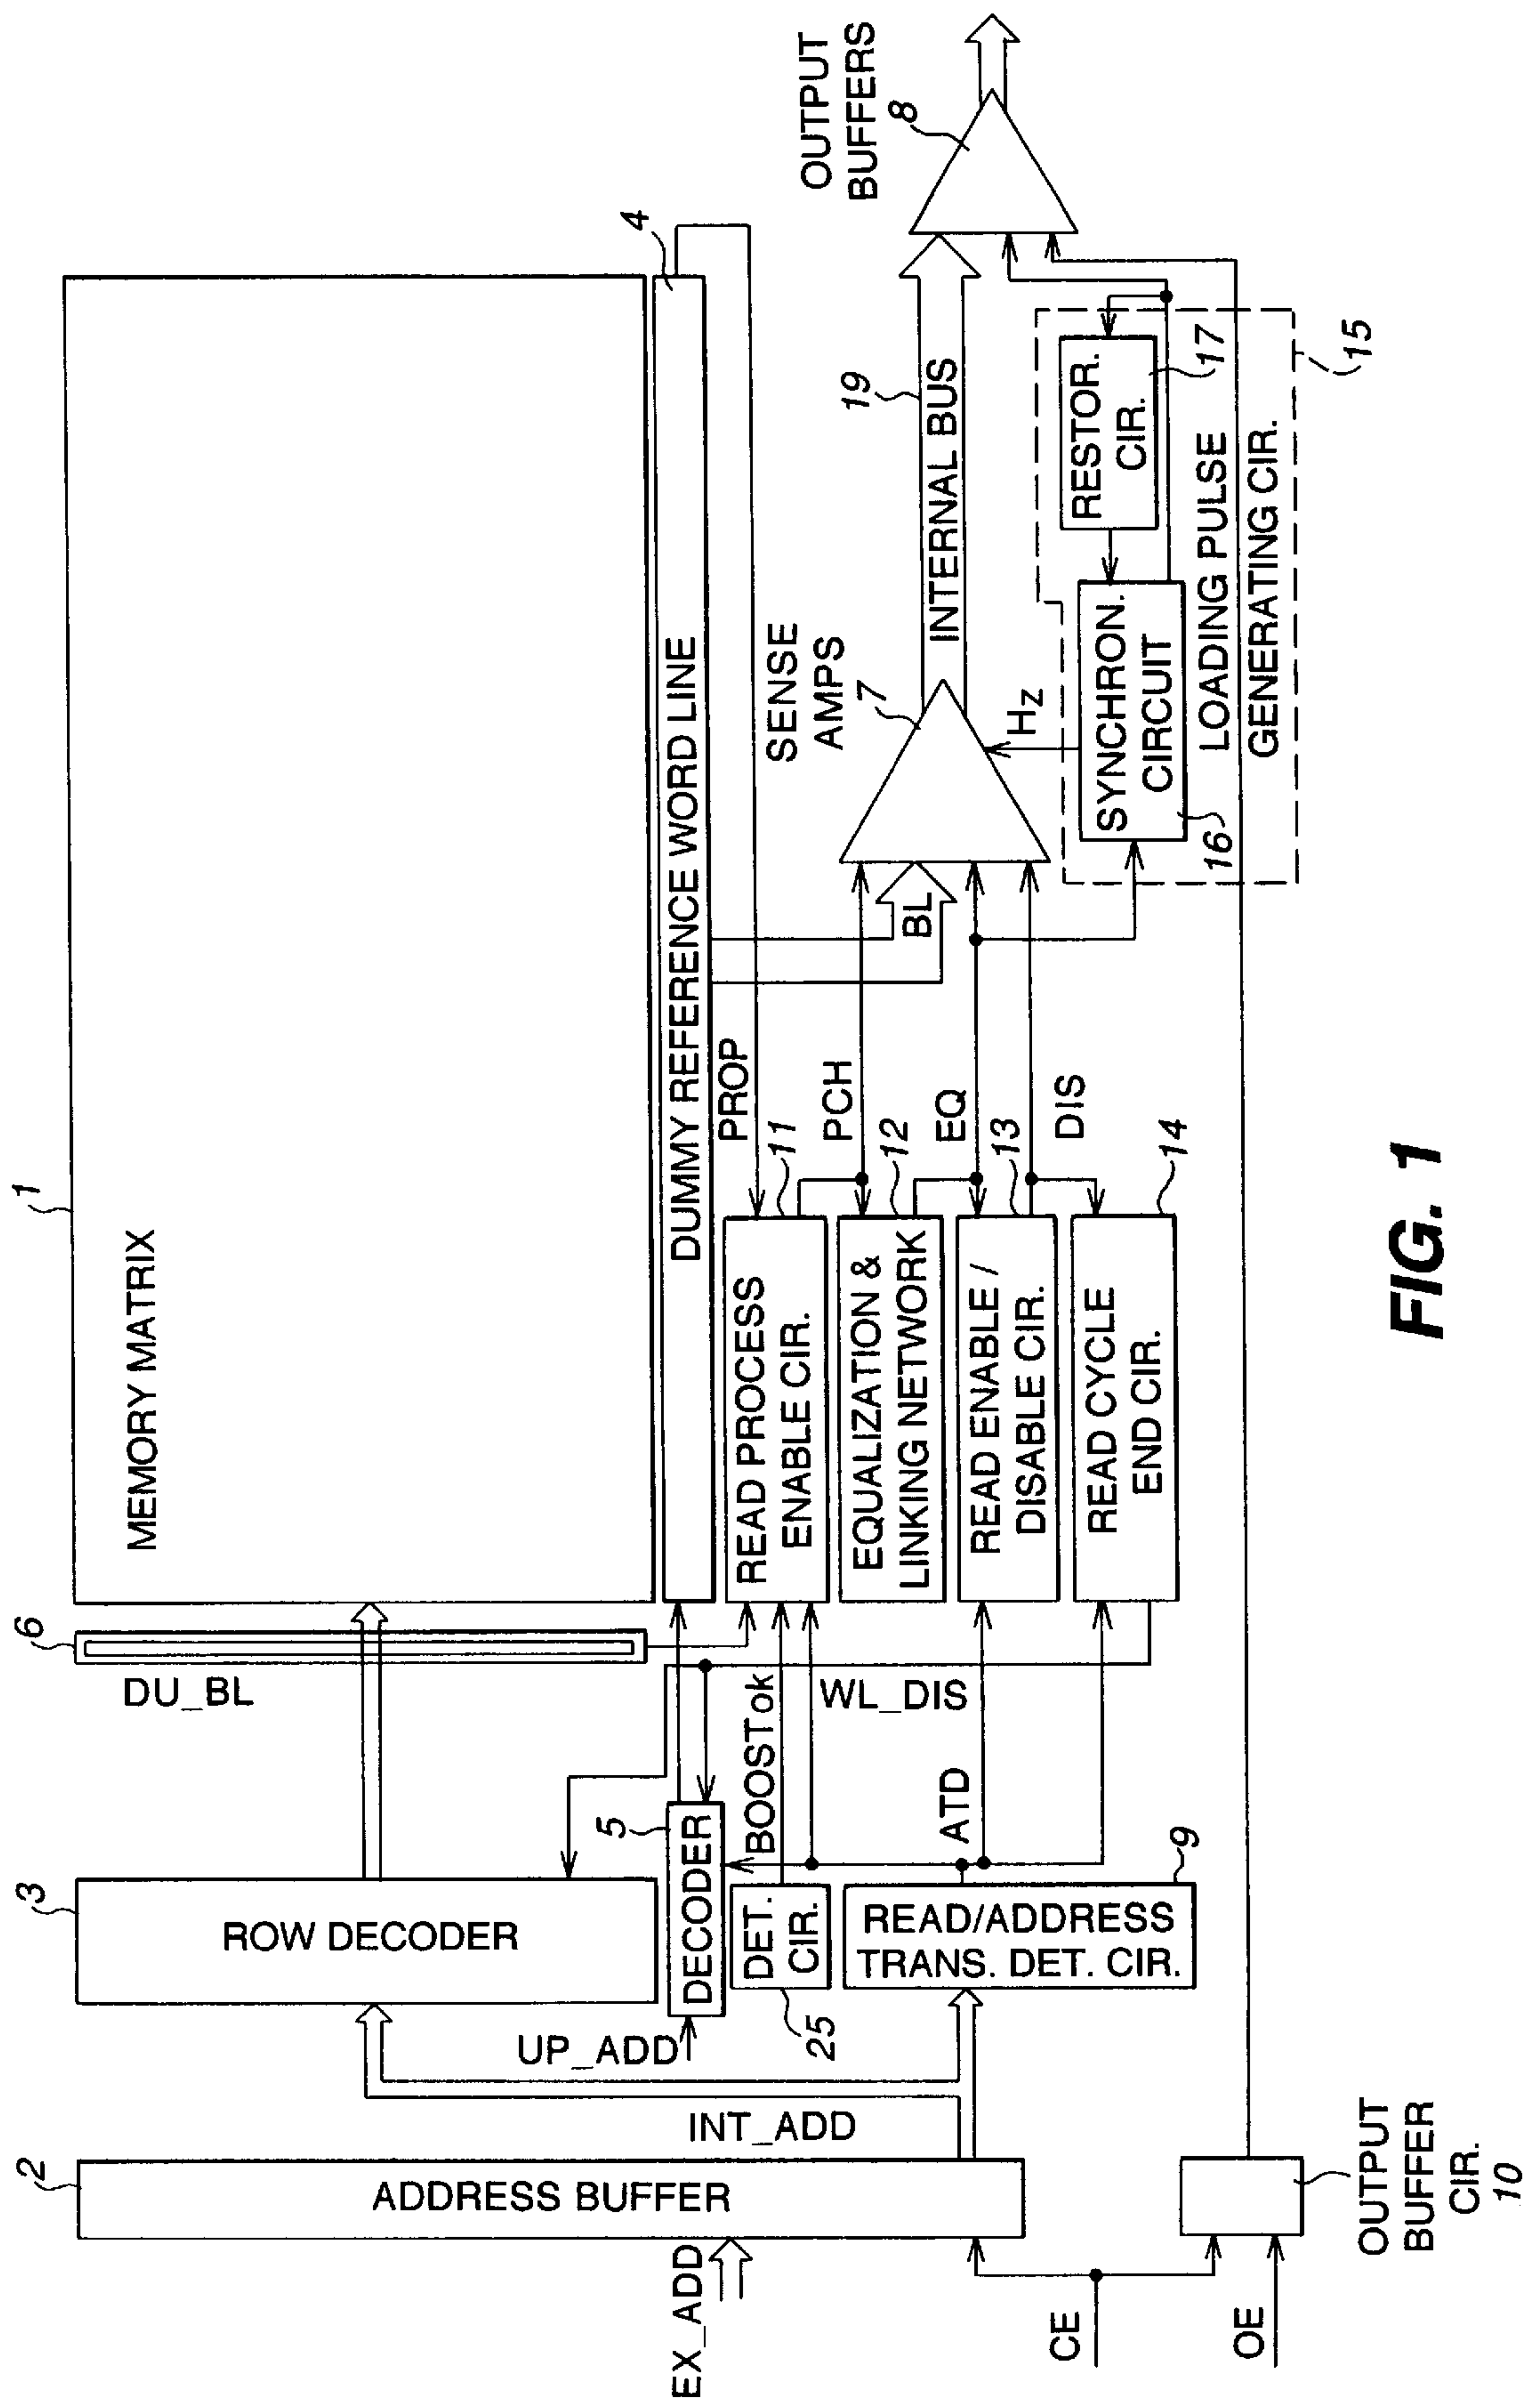 1
MEMORY MATRIX
6
DU_BL
3
ROW DECODER
2
ADDRESS BUFFER
EX_ADD
INT_ADD
UP_ADD
4
DUMMY REFERENCE WORD LINE
5
DECODER
DET.
CIR.
25
BOOSTok
WL_DIS
ATD
READ/ADDRESS
TRANS. DET. CIR.
9
PROP
READ PROCESS
ENABLE CIR.
11
PCH
EQUALIZATION &
LINKING NETWORK
12
EQ
READ ENABLE /
DISABLE CIR.
13
DIS
READ CYCLE
END CIR.
14
SENSE
AMPS
7
BL
HZ
19
INTERNAL BUS
OUTPUT
BUFFERS
8
RESTOR.
CIR.
17
SYNCHRON.
CIRCUIT
16
LOADING PULSE
GENERATING CIR.
15
CE
OE
OUTPUT
BUFFER
CIR.
10
FIG. 1